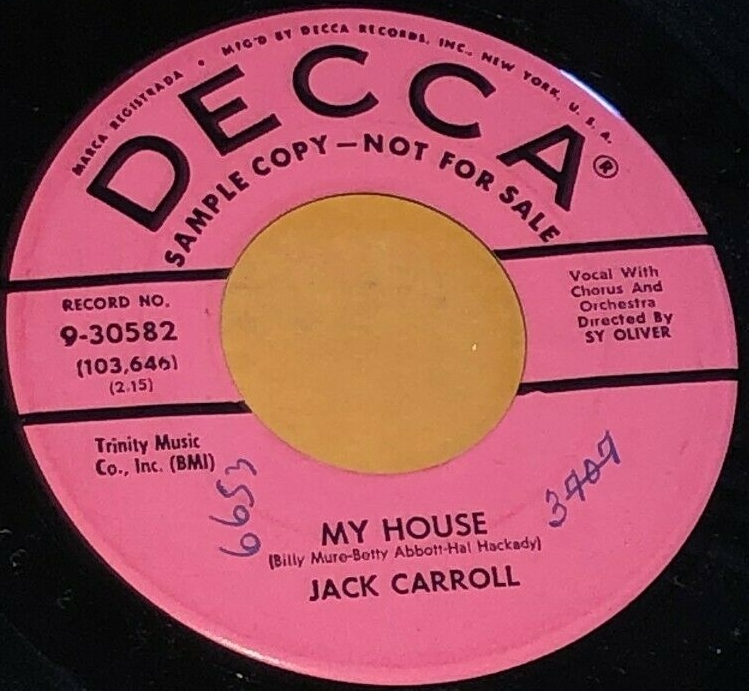 MARCA REGISTRADA • MFG'D BY DECCA RECORDS, INC., NEW YORK, U. S. A.
DECCA®
SAMPLE COPY—NOT FOR SALE
RECORD NO.
9-30582
(103,646)
(2.15)
Vocal With
Chorus And
Orchestra
Directed By
SY OLIVER
Trinity Music
Co., Inc. (BMI)
MY HOUSE
(Billy Mure-Betty Abbott-Hal Hackady)
JACK CARROLL